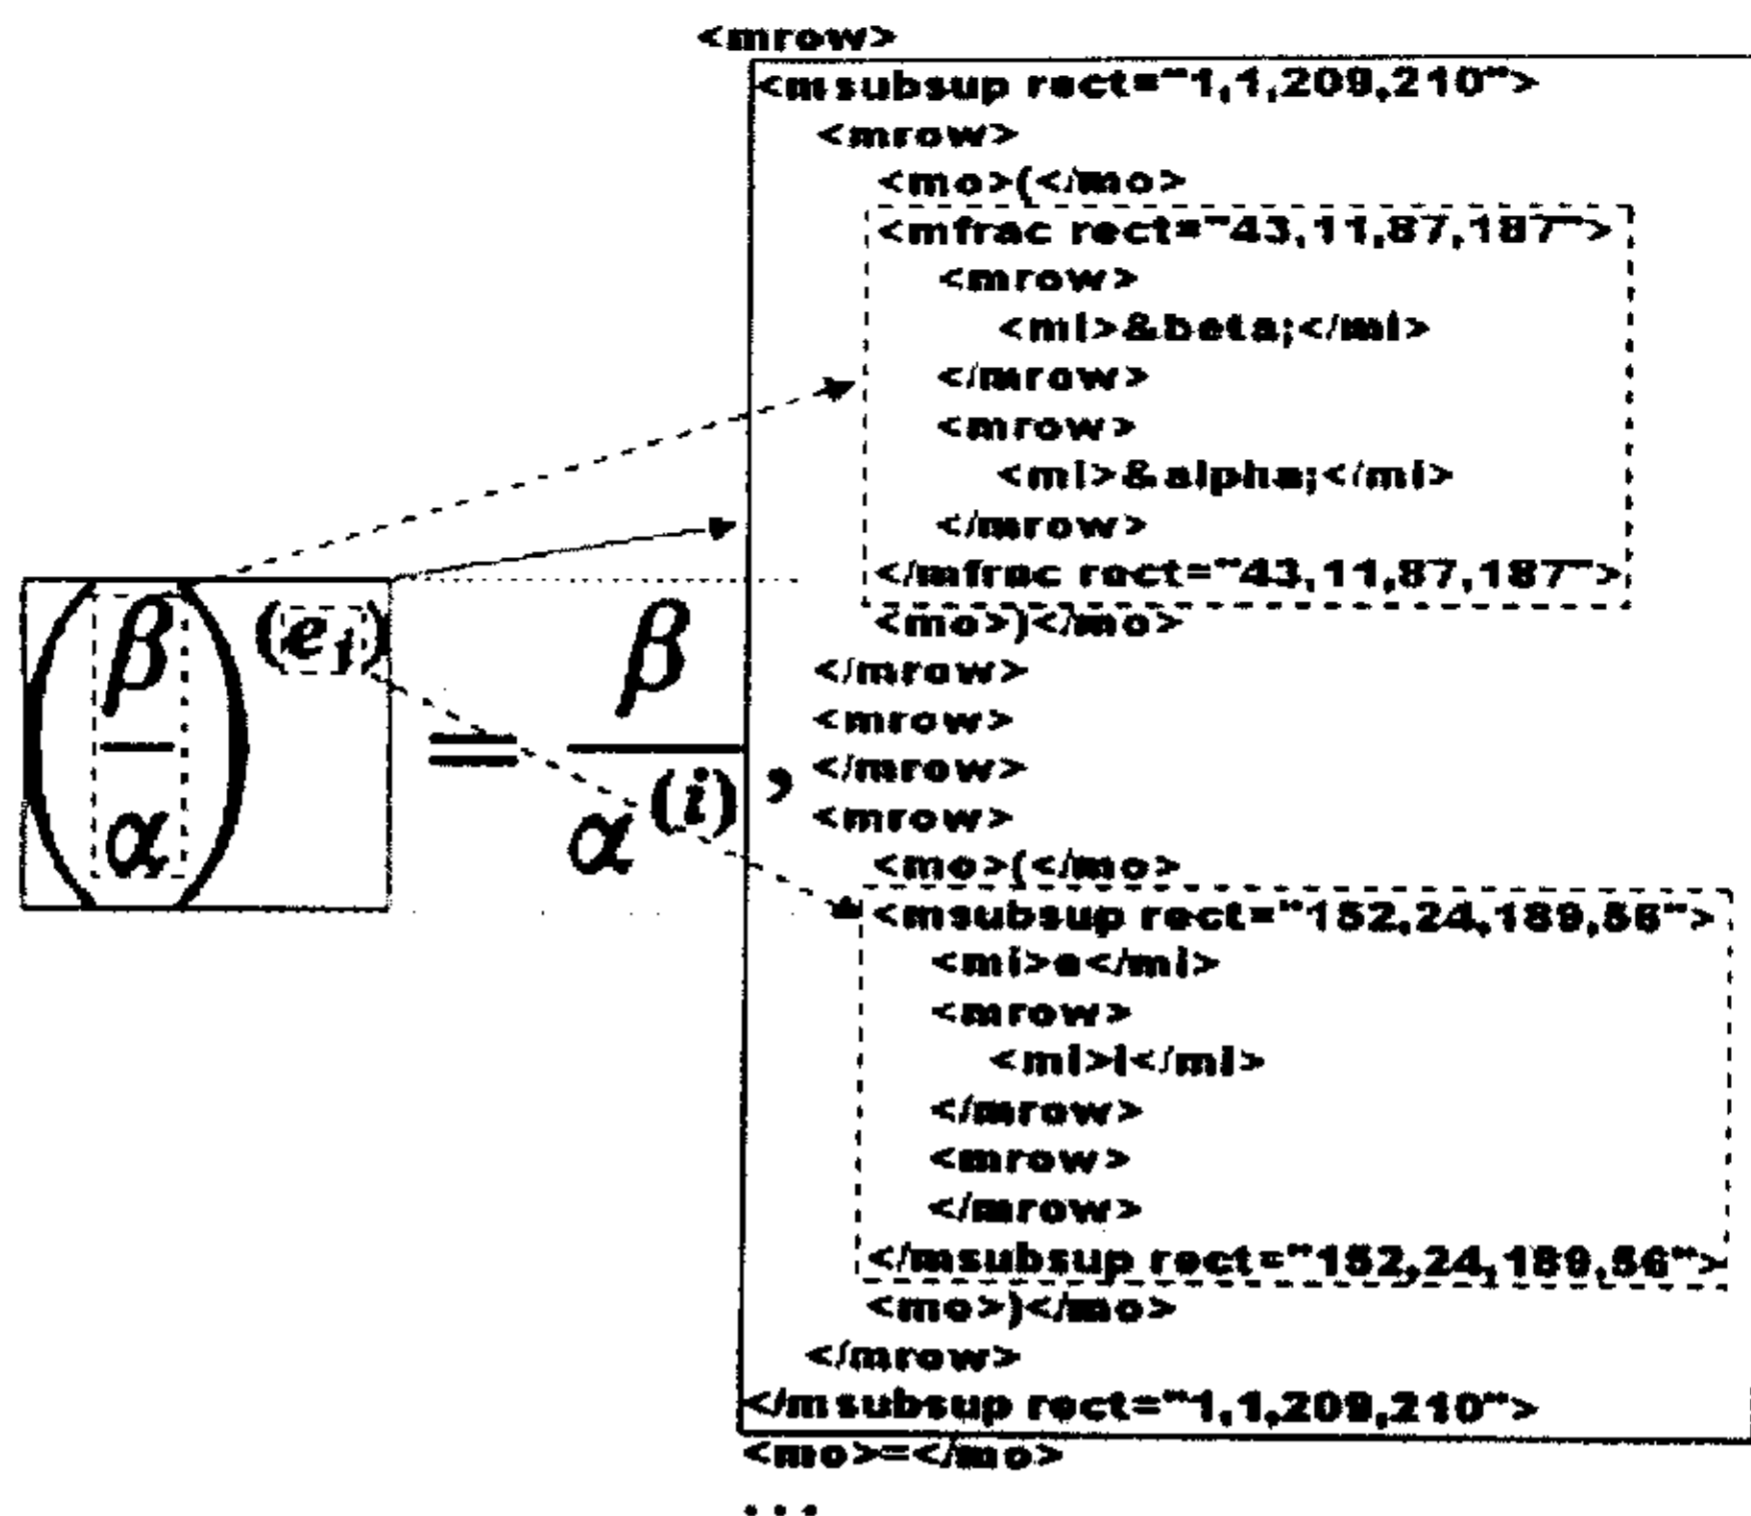 <mrow>
<msubsup rect="1,1,209,210">
<mrow>
<mo>(</mo>
<mfrac rect="43,11,87,187">
<mrow>
<mi>&beta;</mi>
</mrow>
<mrow>
<mi>&alpha;</mi>
</mrow>
</mfrac rect="43,11,87,187">
<mo>)</mo>
</mrow>
<mrow>
</mrow>
<mrow>
<mo>(</mo>
<msubsup rect="152,24,189,56">
<mi>e</mi>
<mrow>
<mi>i</mi>
</mrow>
<mrow>
</mrow>
</msubsup rect="152,24,189,56">
<mo>)</mo>
</mrow>
</msubsup rect="1,1,209,210">
<mo>=</mo>
...
(β/α)^(e_i) = β/α^(i),